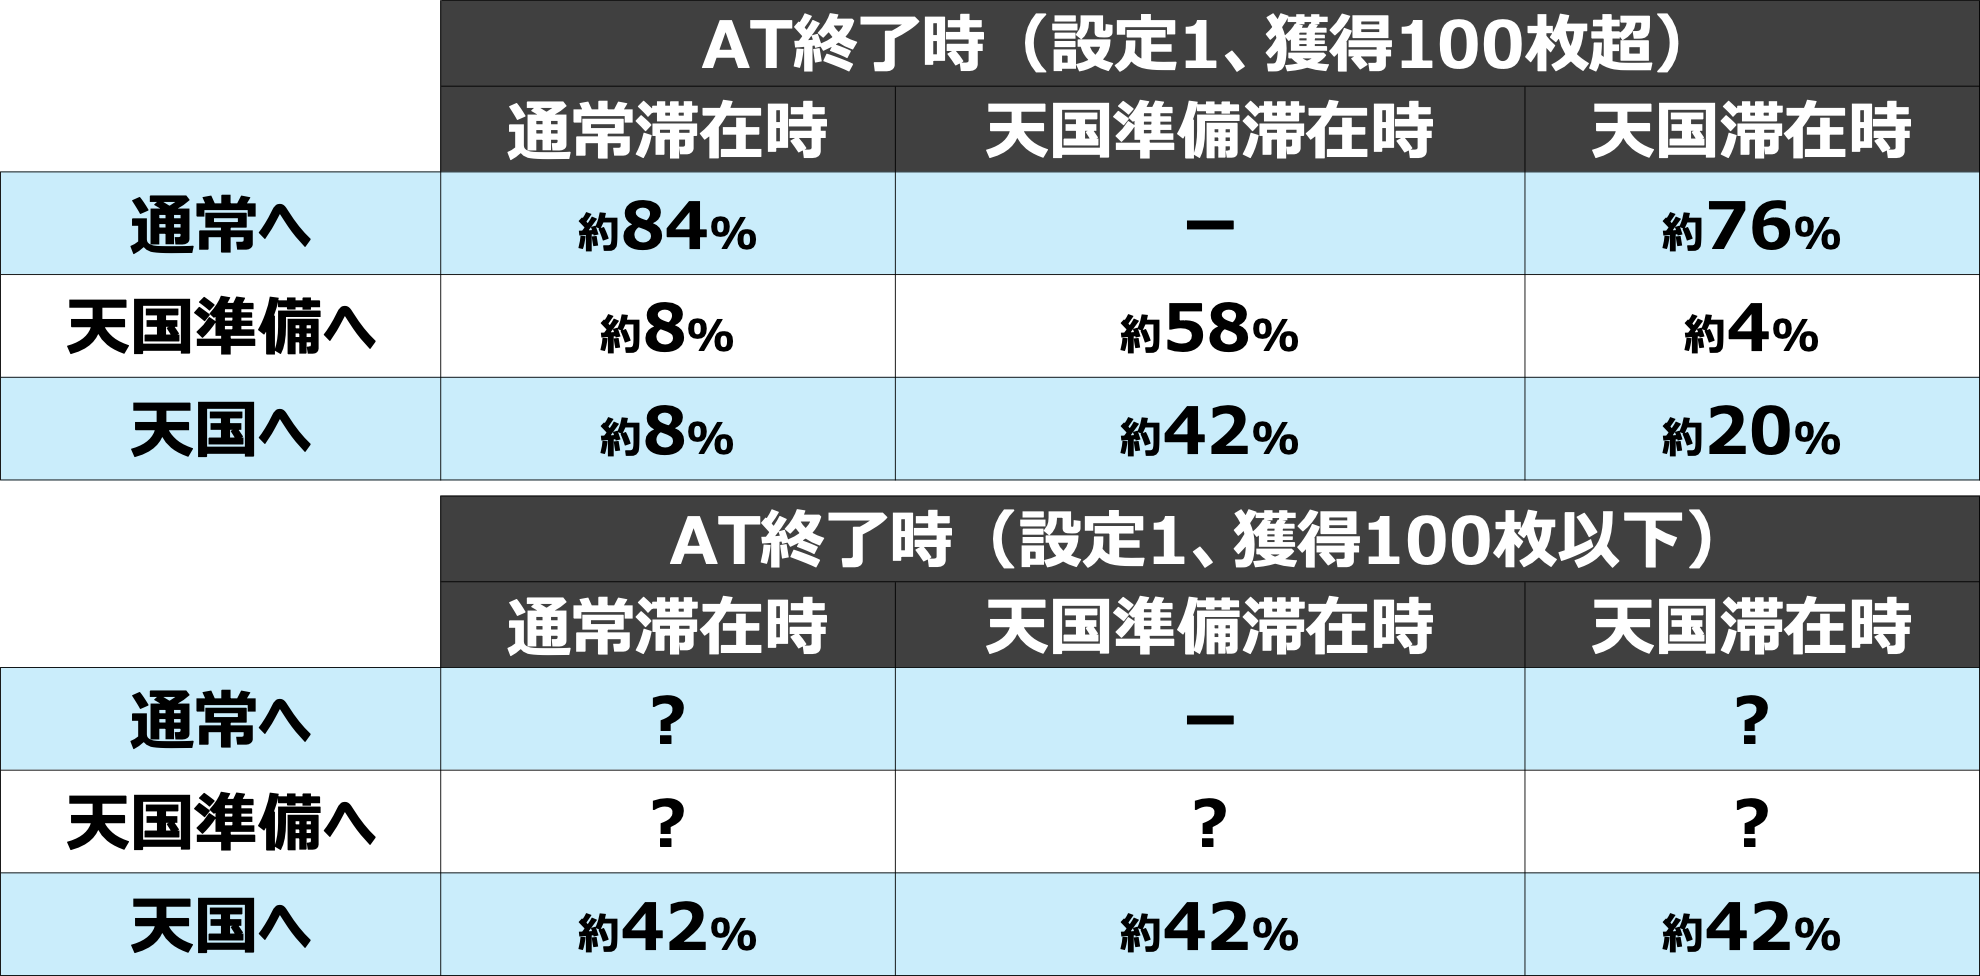 AT終了時（設定1、獲得100枚超）
通常滞在時 天国準備滞在時 天国滞在時
通常へ 約84% ー 約76%
天国準備へ 約8% 約58% 約4%
天国へ 約8% 約42% 約20%
AT終了時（設定1、獲得100枚以下）
通常滞在時 天国準備滞在時 天国滞在時
通常へ ? ー ?
天国準備へ ? ? ?
天国へ 約42% 約42% 約42%